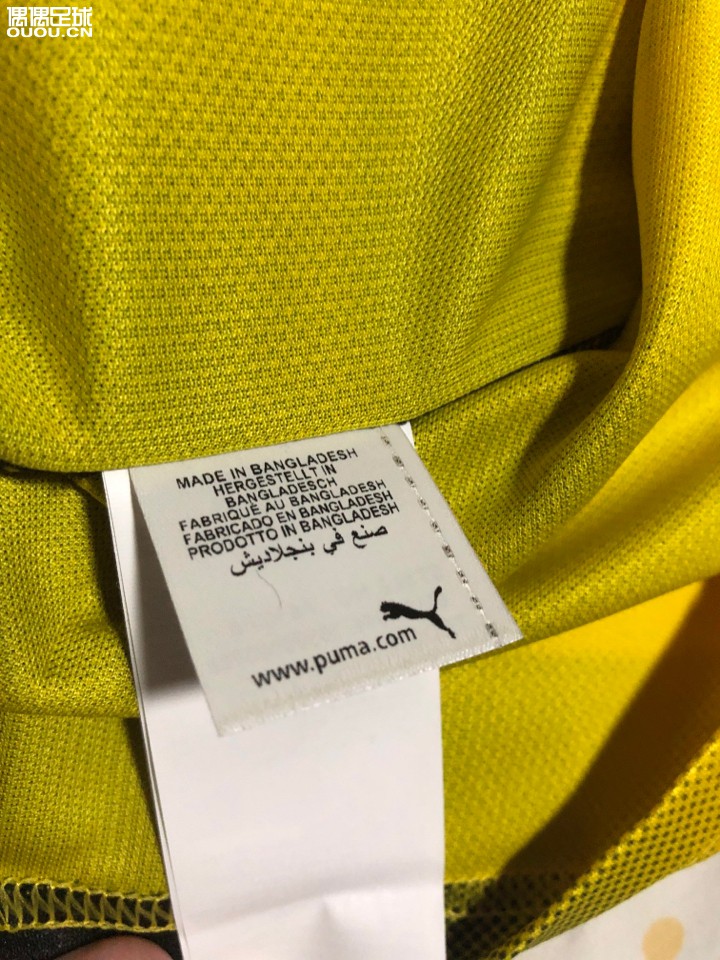 偶偶足球
OUOU.CN
MADE IN BANGLADESH
HERGESTELLT IN
BANGLADESCH
FABRIQUÉ AU BANGLADESH
FABRICADO EN BANGLADESH
PRODOTTO IN BANGLADESH
صنع في بنجلاديش
www.puma.com